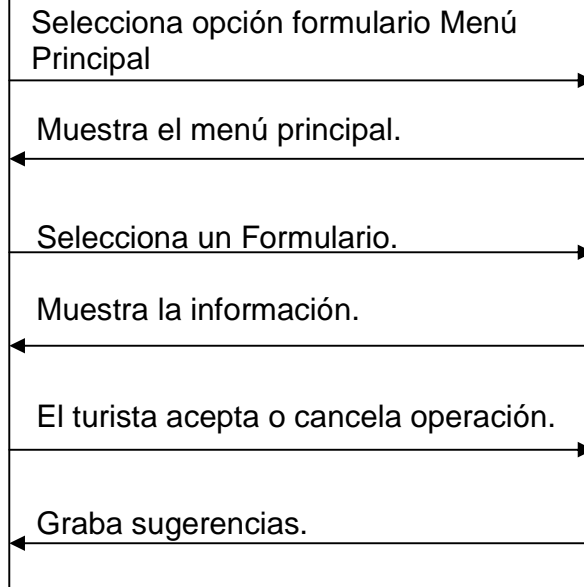 Selecciona opción formulario Menú
Principal
Muestra el menú principal.
Selecciona un Formulario.
Muestra la información.
El turista acepta o cancela operación.
Graba sugerencias.